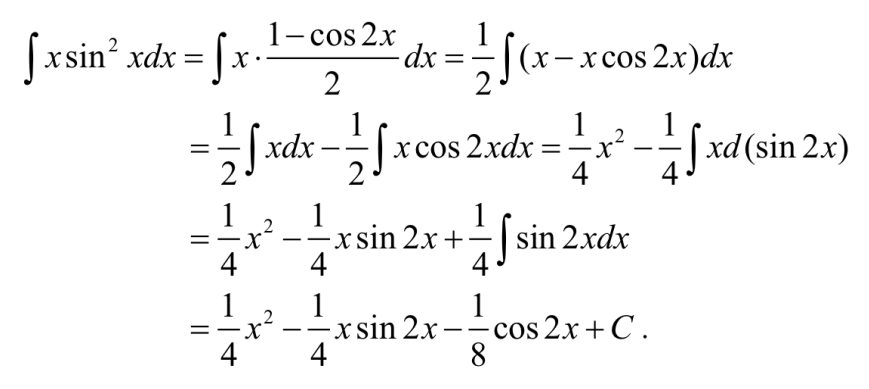 ∫ x sin² xdx = ∫ x · (1 − cos 2x)/2 dx = 1/2 ∫ (x − x cos 2x)dx
= 1/2 ∫ xdx − 1/2 ∫ x cos 2xdx = 1/4 x² − 1/4 ∫ xd(sin 2x)
= 1/4 x² − 1/4 x sin 2x + 1/4 ∫ sin 2xdx
= 1/4 x² − 1/4 x sin 2x − 1/8 cos 2x + C .